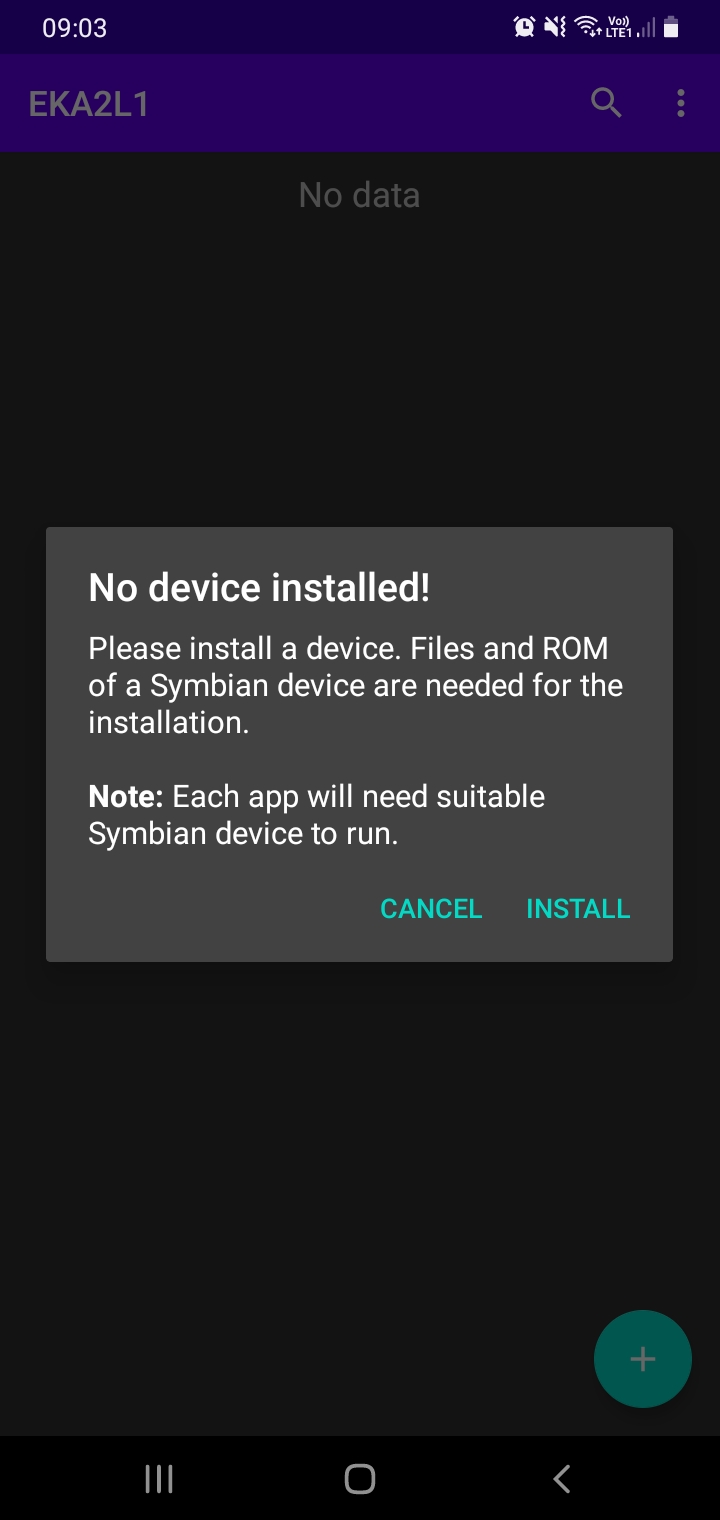 09:03
Vo))
LTE1
EKA2L1
No data
No device installed!
Please install a device. Files and ROM
of a Symbian device are needed for the
installation.
Note: Each app will need suitable
Symbian device to run.
CANCEL INSTALL
+